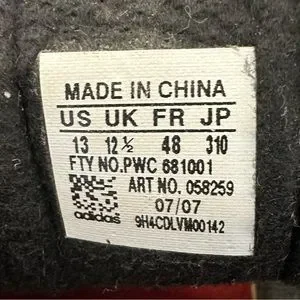 MADE IN CHINA
US UK FR JP
13 12½ 48 310
FTY NO.PWC 681001
ART NO. 058259
07/07
adidas 9H4CDLVM00142